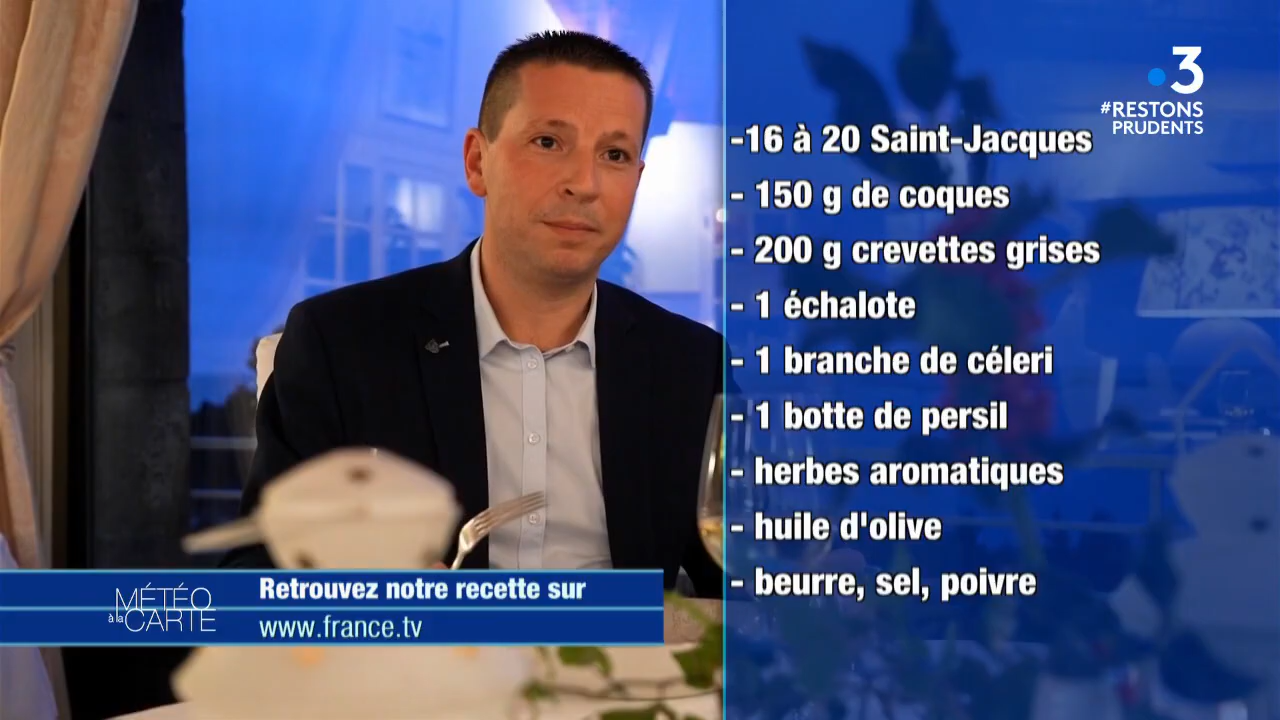 3
#RESTONS
PRUDENTS
-16 à 20 Saint-Jacques
- 150 g de coques
- 200 g crevettes grises
- 1 échalote
- 1 branche de céleri
- 1 botte de persil
- herbes aromatiques
- huile d'olive
- beurre, sel, poivre
MÉTÉO
à la CARTE
Retrouvez notre recette sur
www.france.tv